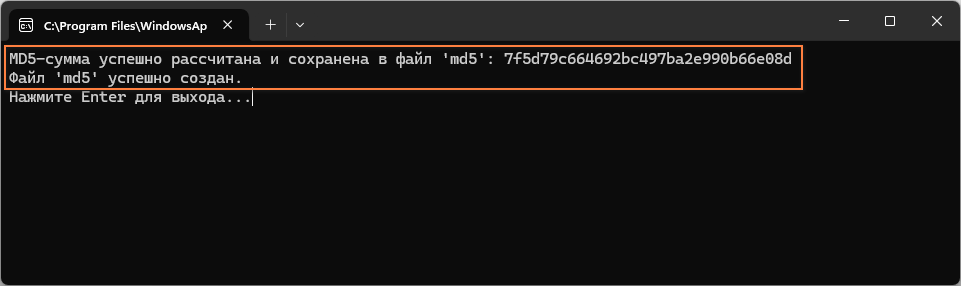 C:\Program Files\WindowsAp
MD5-сумма успешно рассчитана и сохранена в файл 'md5': 7f5d79c664692bc497ba2e990b66e08d
Файл 'md5' успешно создан.
Нажмите Enter для выхода...